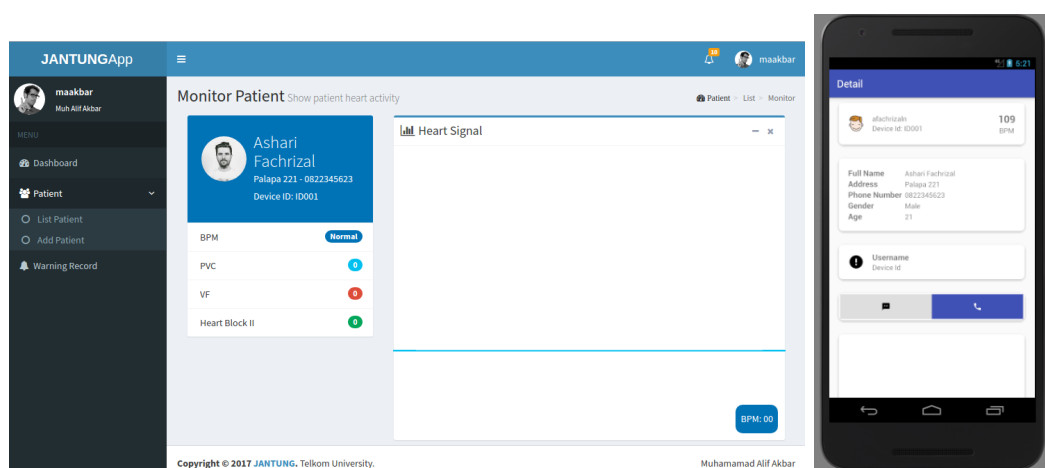 JANTUNGApp
10
maakbar
maakbar
Muh Alif Akbar
MENU
Dashboard
Patient
List Patient
Add Patient
Warning Record
Monitor Patient Show patient heart activity
Patient > List > Monitor
Ashari
Fachrizal
Palapa 221 - 0822345623
Device ID: ID001
BPM Normal
PVC 0
VF 0
Heart Block II 0
Heart Signal
BPM: 00
Copyright © 2017 JANTUNG. Telkom University.
Muhamamad Alif Akbar
5:21
Detail
afachrizaln
Device Id: ID001
109
BPM
Full Name Ashari Fachrizal
Address Palapa 221
Phone Number 0822345623
Gender Male
Age 21
Username
Device Id